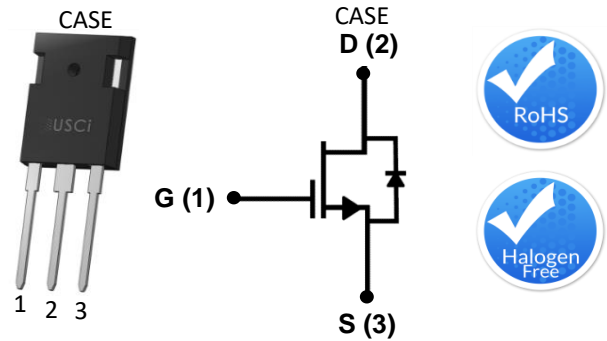 CASE
USCi
1 2 3
CASE
D (2)
G (1)
S (3)
RoHS
Halogen
Free